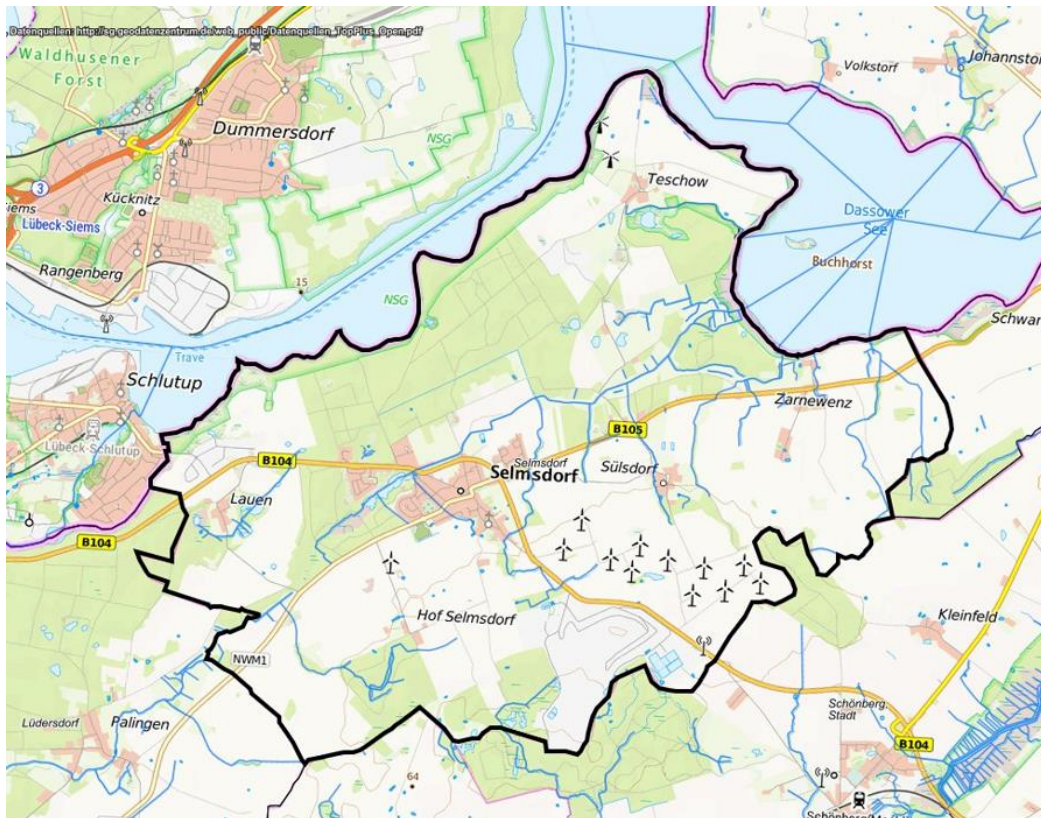 Datenquellen: http://sg.geodatenzentrum.de/web_public/Datenquellen_TopPlus_Open.pdf
Waldhusener
Forst
Volkstorf
Johannstor
Dummersdorf
NSG
Teschow
3
Kücknitz
Siems
Lübeck-Siems
Dassower
See
Buchhorst
Rangenberg
15
NSG
Schwan
Trave
Schlutup
Zarnewenz
Lübeck-Schlutup
B105
B104
Selmsdorf
Selmsdorf
Sülsdorf
Lauen
B104
Hof Selmsdorf
Kleinfeld
NWM1
Lüdersdorf
Palingen
Schönberg,
Stadt
B104
64